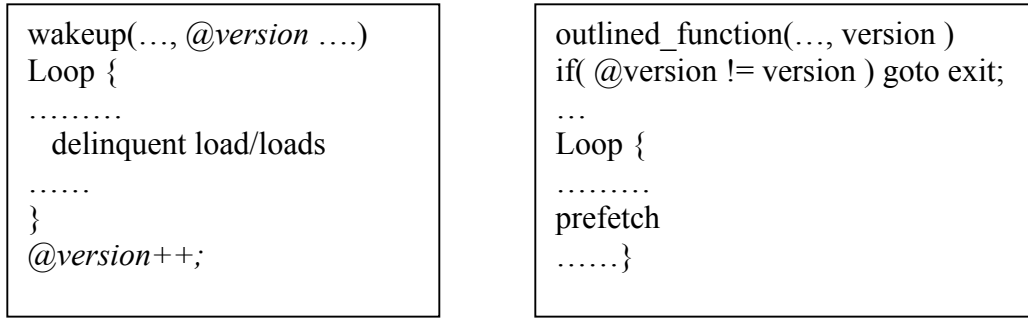 wakeup(…, @version ….)
Loop {
………
delinquent load/loads
……
}
@version++;
outlined_function(…, version )
if( @version != version ) goto exit;
…
Loop {
………
prefetch
……}